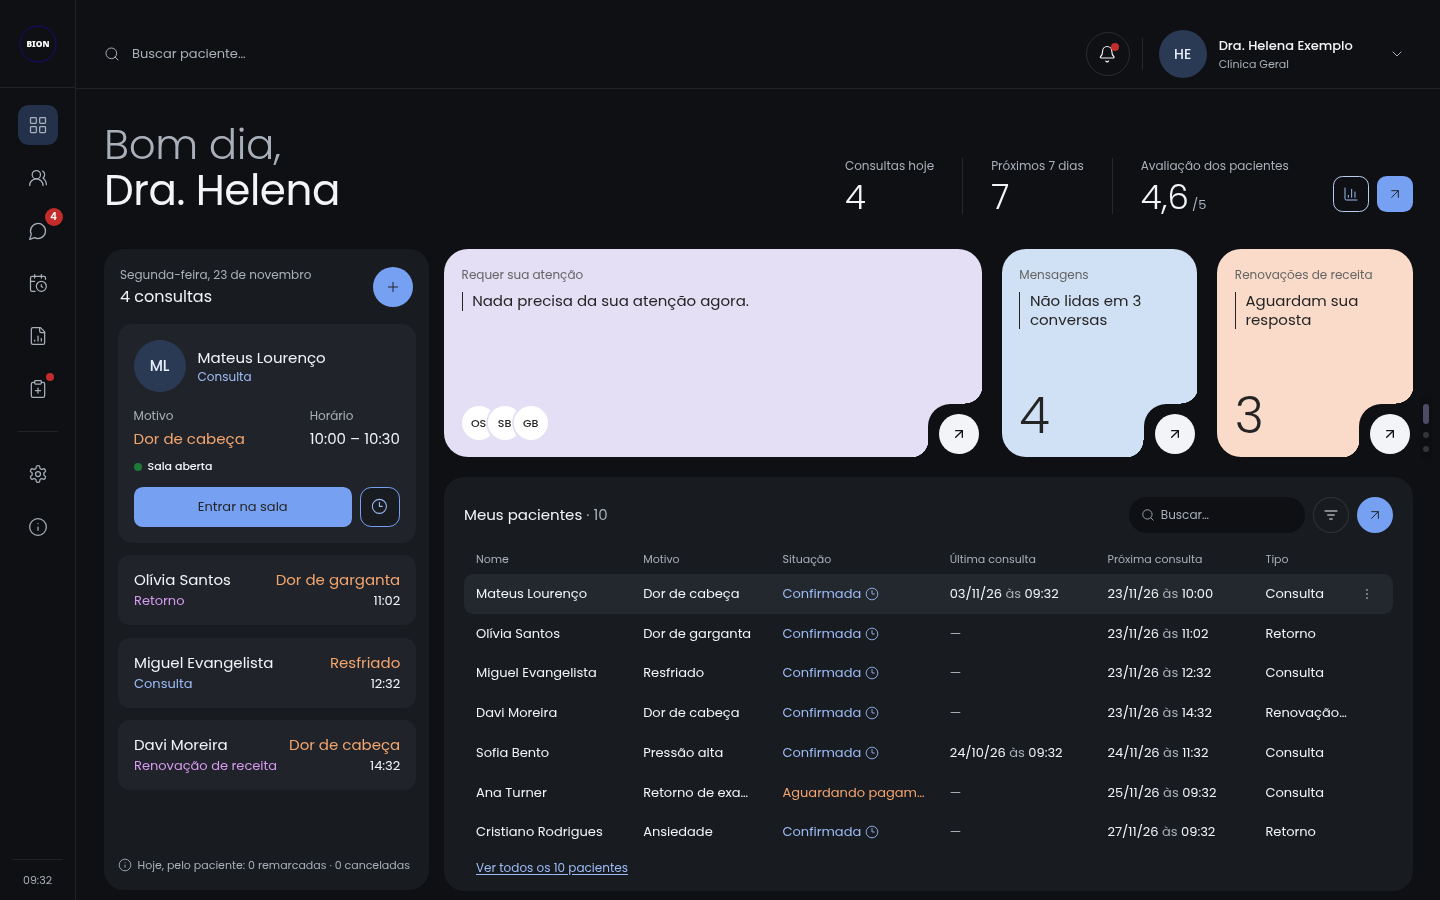 BION
Buscar paciente...
HE
Dra. Helena Exemplo
Clínica Geral
4
Bom dia,
Dra. Helena
Consultas hoje
4
Próximos 7 dias
7
Avaliação dos pacientes
4,6 /5
Segunda-feira, 23 de novembro
4 consultas
ML
Mateus Lourenço
Consulta
Motivo
Horário
Dor de cabeça
10:00 – 10:30
Sala aberta
Entrar na sala
Olívia Santos
Dor de garganta
Retorno
11:02
Miguel Evangelista
Resfriado
Consulta
12:32
Davi Moreira
Dor de cabeça
Renovação de receita
14:32
Hoje, pelo paciente: 0 remarcadas · 0 canceladas
09:32
Requer sua atenção
Nada precisa da sua atenção agora.
OS
SB
GB
Mensagens
Não lidas em 3
conversas
4
Renovações de receita
Aguardam sua
resposta
3
Meus pacientes · 10
Buscar...
Nome Motivo Situação Última consulta Próxima consulta Tipo
Mateus Lourenço Dor de cabeça Confirmada 03/11/26 às 09:32 23/11/26 às 10:00 Consulta
Olívia Santos Dor de garganta Confirmada — 23/11/26 às 11:02 Retorno
Miguel Evangelista Resfriado Confirmada — 23/11/26 às 12:32 Consulta
Davi Moreira Dor de cabeça Confirmada — 23/11/26 às 14:32 Renovação...
Sofia Bento Pressão alta Confirmada 24/10/26 às 09:32 24/11/26 às 11:32 Consulta
Ana Turner Retorno de exa... Aguardando pagam... — 25/11/26 às 09:32 Consulta
Cristiano Rodrigues Ansiedade Confirmada — 27/11/26 às 09:32 Retorno
Ver todos os 10 pacientes